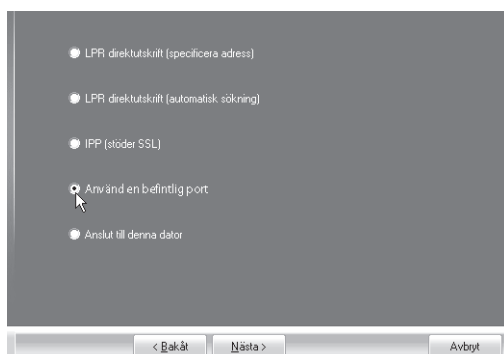 LPR direktutskrift (specificera adress)
LPR direktutskrift (automatisk sökning)
IPP (stöder SSL)
Använd en befintlig port
Anslut till denna dator
< Bakåt Nästa > Avbryt